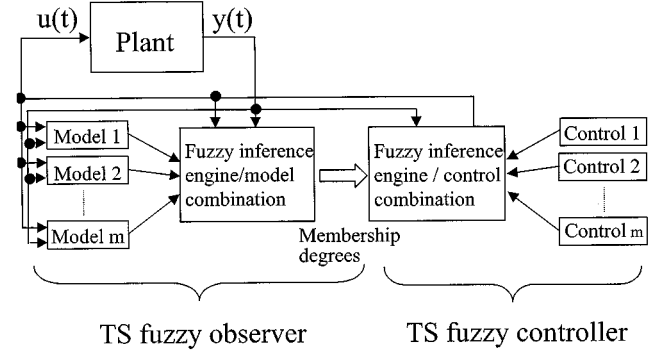 u(t)
Plant
y(t)
Model 1
Model 2
Model m
Fuzzy inference
engine/model
combination
Membership
degrees
Fuzzy inference
engine / control
combination
Control 1
Control 2
Control m
TS fuzzy observer
TS fuzzy controller